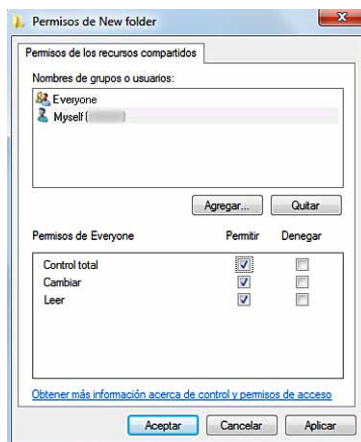 Permisos de New folder
Permisos de los recursos compartidos
Nombres de grupos o usuarios:
Everyone
Myself (
Agregar... Quitar
Permisos de Everyone Permitir Denegar
Control total
Cambiar
Leer
Obtener más información acerca de control y permisos de acceso
Aceptar Cancelar Aplicar